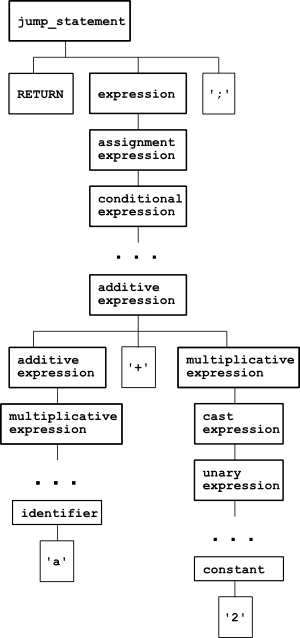 jump_statement
RETURN
expression
';'
assignment
expression
conditional
expression
. . .
additive
expression
additive
expression
'+'
multiplicative
expression
multiplicative
expression
cast
expression
. . .
unary
expression
identifier
. . .
'a'
constant
'2'